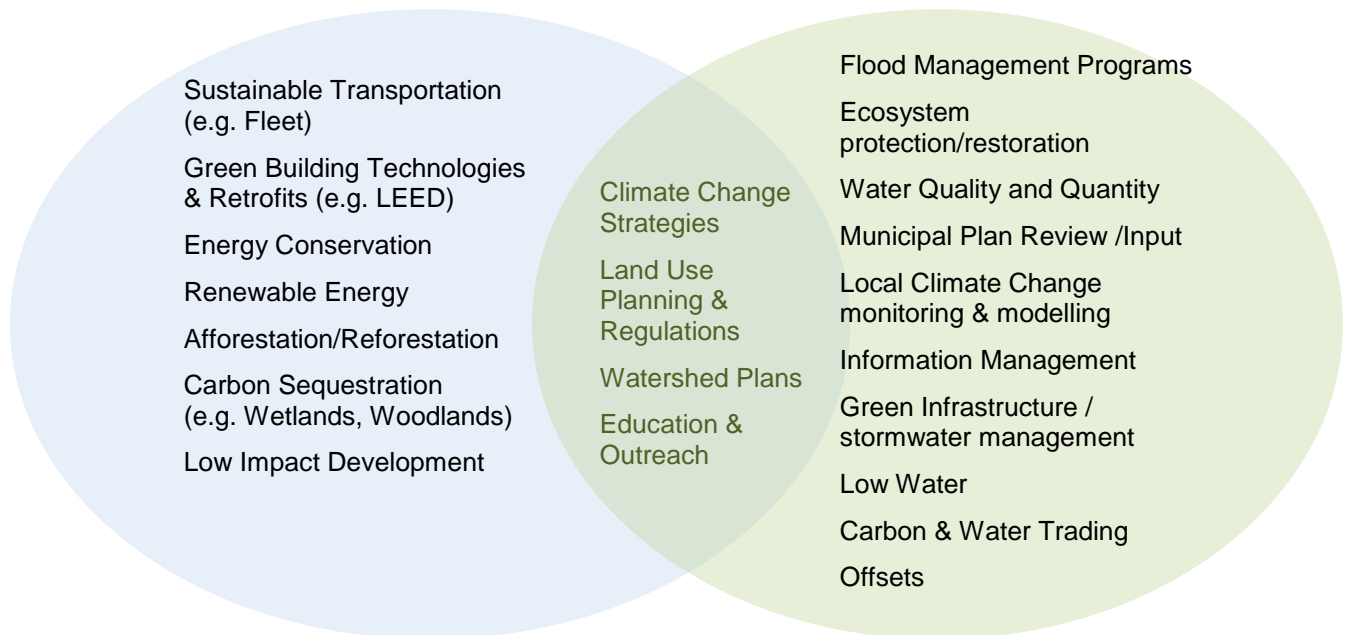 Sustainable Transportation
(e.g. Fleet)
Green Building Technologies
& Retrofits (e.g. LEED)
Energy Conservation
Renewable Energy
Afforestation/Reforestation
Carbon Sequestration
(e.g. Wetlands, Woodlands)
Low Impact Development
Climate Change
Strategies
Land Use
Planning &
Regulations
Watershed Plans
Education &
Outreach
Flood Management Programs
Ecosystem
protection/restoration
Water Quality and Quantity
Municipal Plan Review /Input
Local Climate Change
monitoring & modelling
Information Management
Green Infrastructure /
stormwater management
Low Water
Carbon & Water Trading
Offsets